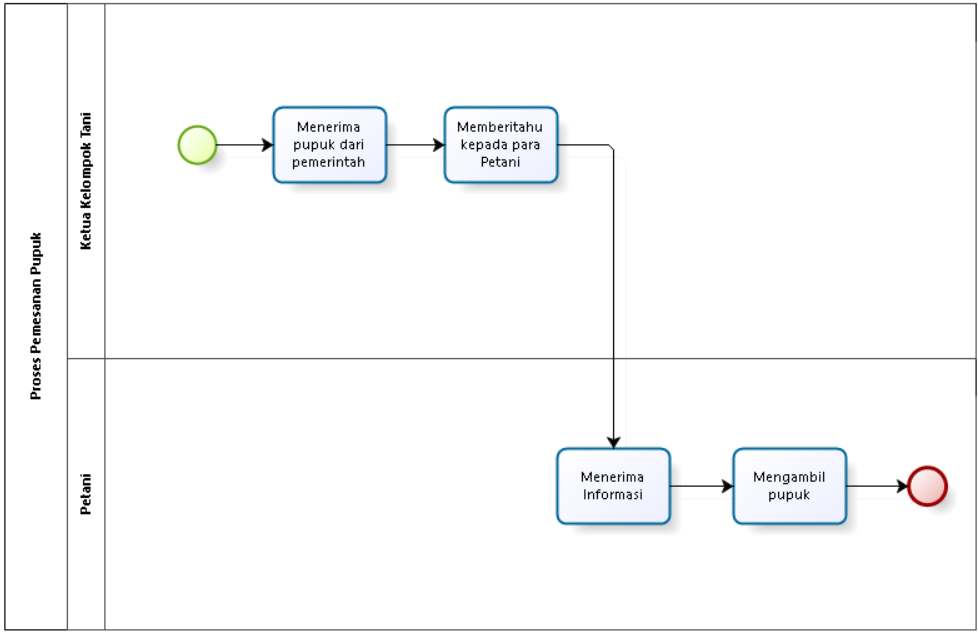 Proses Pemesanan Pupuk
Ketua Kelompok Tani
Menerima
pupuk dari
pemerintah
Memberitahu
kepada para
Petani
Petani
Menerima
Informasi
Mengambil
pupuk